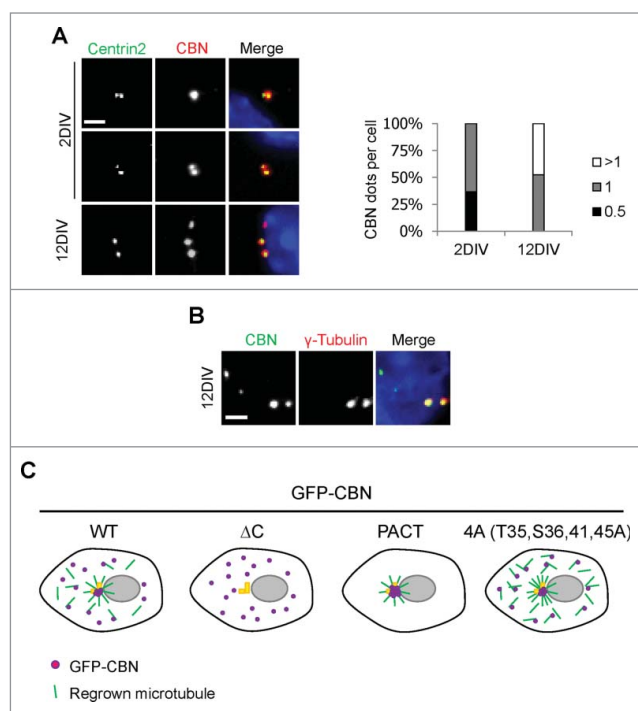 A
Centrin2 CBN Merge
2DIV
12DIV
CBN dots per cell
100%
75%
50%
25%
0%
2DIV 12DIV
>1
1
0.5
B
CBN γ-Tubulin Merge
12DIV
C
GFP-CBN
WT ΔC PACT 4A (T35,S36,41,45A)
GFP-CBN
Regrown microtubule